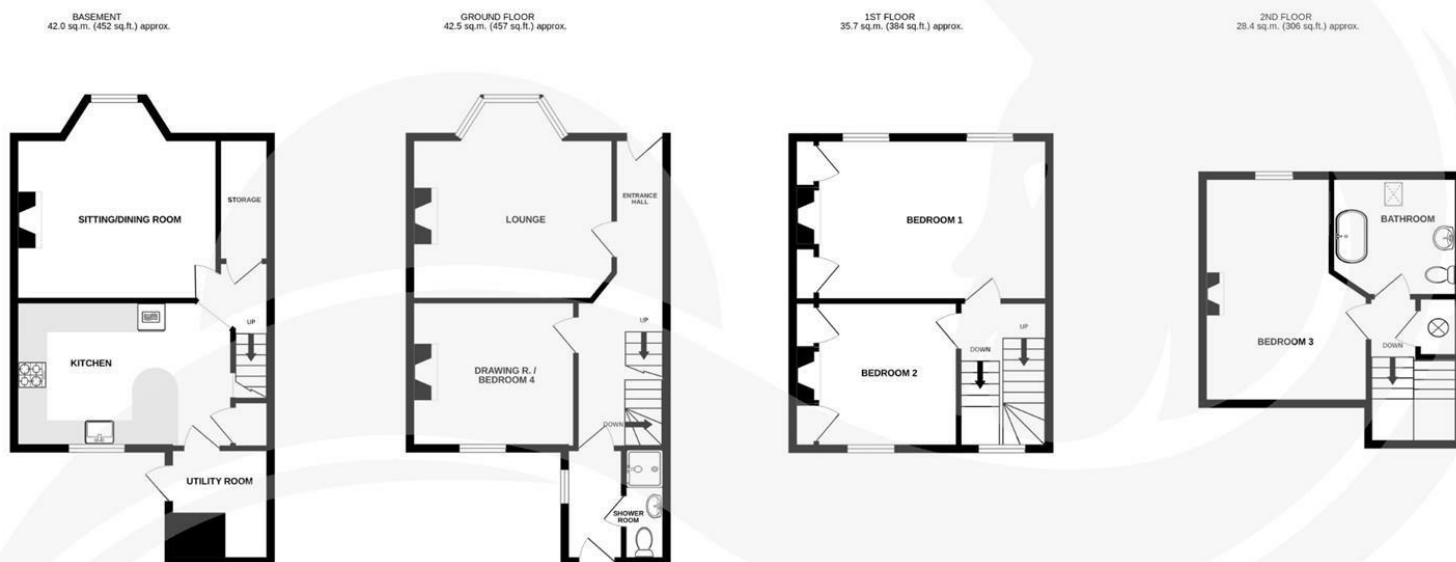 BASEMENT
42.0 sq.m. (452 sq.ft.) approx.
SITTING/DINING ROOM
STORAGE
UP
KITCHEN
UTILITY ROOM
GROUND FLOOR
42.5 sq.m. (457 sq.ft.) approx.
LOUNGE
ENTRANCE
HALL
UP
DRAWING R. /
BEDROOM 4
DOWN
SHOWER
ROOM
1ST FLOOR
35.7 sq.m. (384 sq.ft.) approx.
BEDROOM 1
UP
DOWN
BEDROOM 2
2ND FLOOR
28.4 sq.m. (306 sq.ft.) approx.
BATHROOM
BEDROOM 3
DOWN